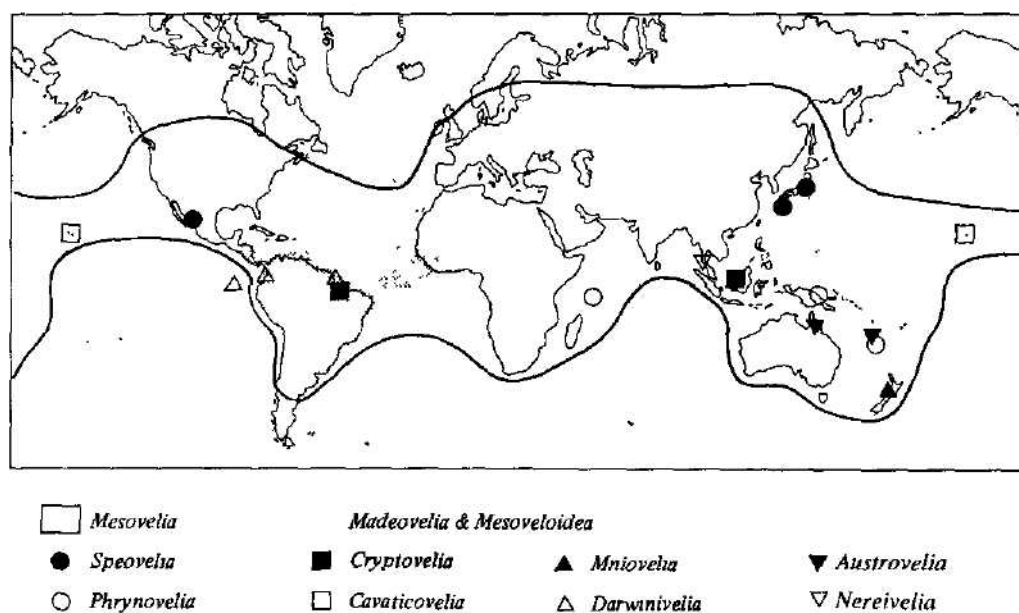 Mesovelia Madeovelia & Mesoveloidea
Speovelia Cryptovelia Mniovelia Austrovelia
Phrynovelia Cavaticovelia Darwinivelia Nereivelia